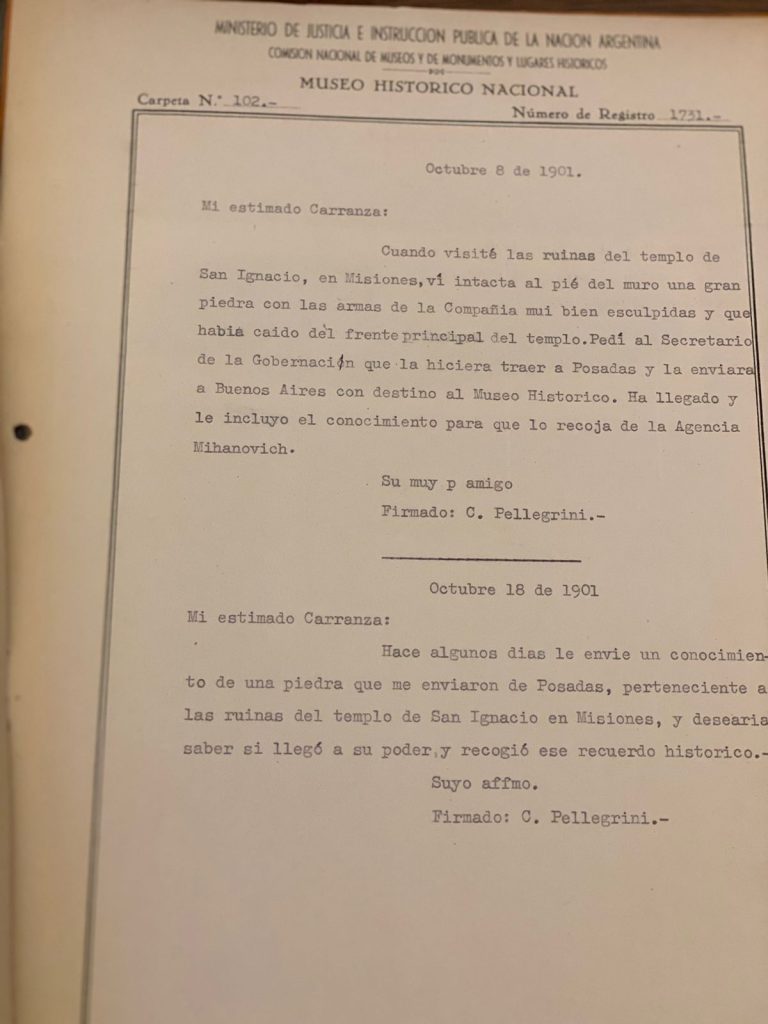 MINISTERIO DE JUSTICIA E INSTRUCCION PUBLICA DE LA NACION ARGENTINA
COMISION NACIONAL DE MUSEOS Y DE MONUMENTOS Y LUGARES HISTORICOS
MUSEO HISTORICO NACIONAL
Carpeta N.° 102.-
Número de Registro 1731.-
Octubre 8 de 1901.
Mi estimado Carranza:
Cuando visité las ruinas del templo de
San Ignacio, en Misiones,ví intacta al pié del muro una gran
piedra con las armas de la Compañia mui bien esculpidas y que
habia caido del frente principal del templo.Pedí al Secretario
de la Gobernación que la hiciera traer a Posadas y la enviara
a Buenos Aires con destino al Museo Historico. Ha llegado y
le incluyo el conocimiento para que lo recoja de la Agencia
Mihanovich.
Su muy p amigo
Firmado: C. Pellegrini.-
Octubre 18 de 1901
Mi estimado Carranza:
Hace algunos dias le envie un conocimien-
to de una piedra que me enviaron de Posadas, perteneciente a
las ruinas del templo de San Ignacio en Misiones, y desearia
saber si llegó a su poder, y recogió ese recuerdo historico.-
Suyo affmo.
Firmado: C. Pellegrini.-